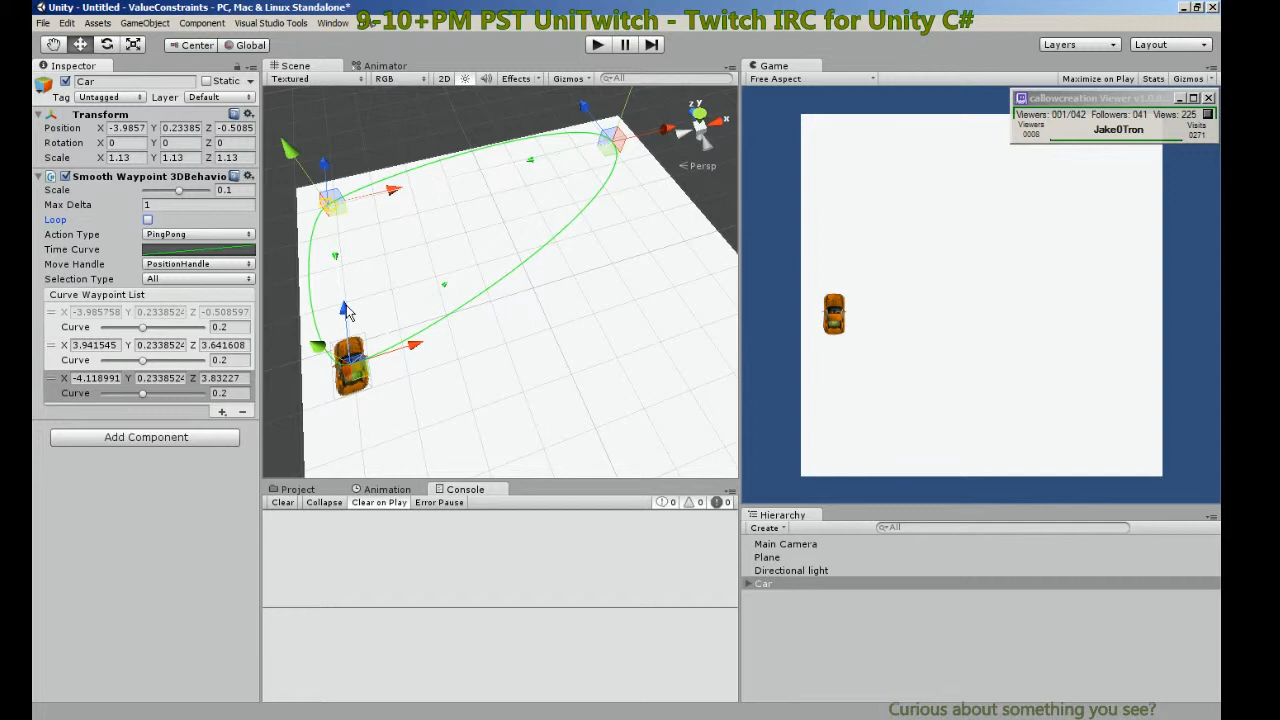 Unity - Untitled - ValueConstraints - PC, Mac & Linux Standalone*
9-10+PM PST UniTwitch - Twitch IRC for Unity C#
File Edit Assets GameObject Component Visual Studio Tools Window
Center Global
Layers Layout
Inspector
Car Static
Tag Untagged Layer Default
Transform
Position X -3.9857 Y 0.23385 Z -0.5085
Rotation X 0 Y 0 Z 0
Scale X 1.13 Y 1.13 Z 1.13
Smooth Waypoint 3DBehavio
Scale 0.1
Max Delta 1
Loop
Action Type PingPong
Time Curve
Move Handle PositionHandle
Selection Type All
Curve Waypoint List
X -3.985758 Y 0.2338524 Z -0.508597
Curve 0.2
X 3.941545 Y 0.2338524 Z 3.641608
Curve 0.2
X -4.118991 Y 0.2338524 Z 3.83227
Curve 0.2
+ -
Add Component
Scene Animator
Textured RGB 2D Effects Gizmos All
z y
x
Persp
Project Animation Console
Clear Collapse Clear on Play Error Pause 0 0 0
Game
Free Aspect Maximize on Play Stats Gizmos
callowcreation Viewer v1.0.0
Viewers: 001/042 Followers: 041 Views: 225
Viewers
0008
Jake0Tron
Visits
0271
Hierarchy
Create All
Main Camera
Plane
Directional light
Car
Curious about something you see?